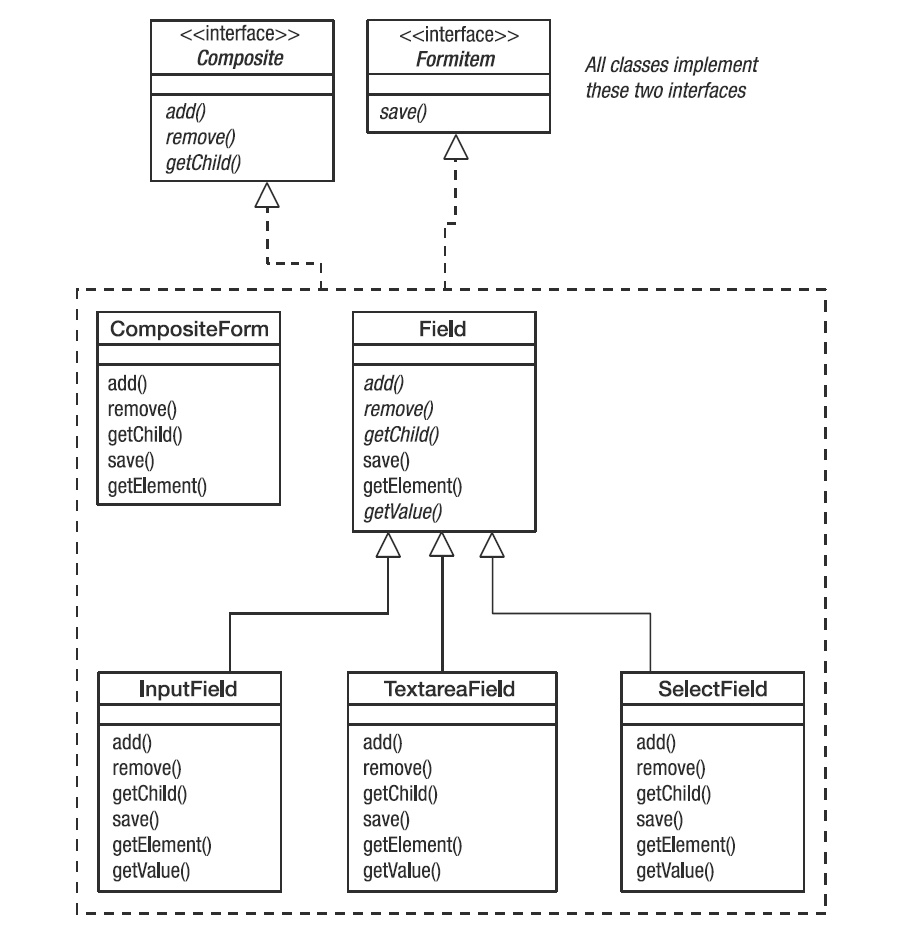 <<interface>>
Composite
add()
remove()
getChild()
<<interface>>
Formitem
save()
All classes implement
these two interfaces
CompositeForm
add()
remove()
getChild()
save()
getElement()
Field
add()
remove()
getChild()
save()
getElement()
getValue()
InputField
add()
remove()
getChild()
save()
getElement()
getValue()
TextareaField
add()
remove()
getChild()
save()
getElement()
getValue()
SelectField
add()
remove()
getChild()
save()
getElement()
getValue()